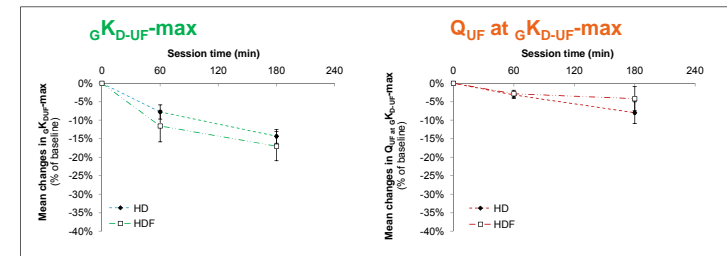 GKD-UF-max
Session time (min)
0 60 120 180 240
0%
-5%
-10%
-15%
-20%
-25%
-30%
-35%
-40%
Mean changes in GKDUF-max
(% of baseline)
HD
HDF
QUF at GKD-UF-max
Session time (min)
0 60 120 180 240
0%
-5%
-10%
-15%
-20%
-25%
-30%
-35%
-40%
Mean changes in QUF at GKD-UF-max
(% of baseline)
HD
HDF